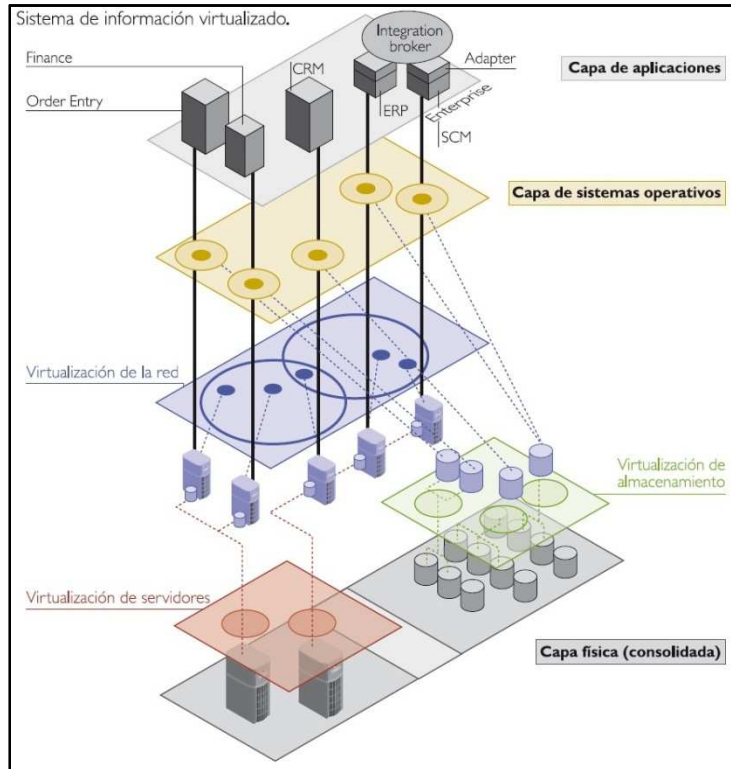 Sistema de información virtualizado.
Integration
broker
Finance
CRM
Adapter
Capa de aplicaciones
Order Entry
ERP
Enterprise
SCM
Capa de sistemas operativos
Virtualización de la red
Virtualización de
almacenamiento
Virtualización de servidores
Capa física (consolidada)